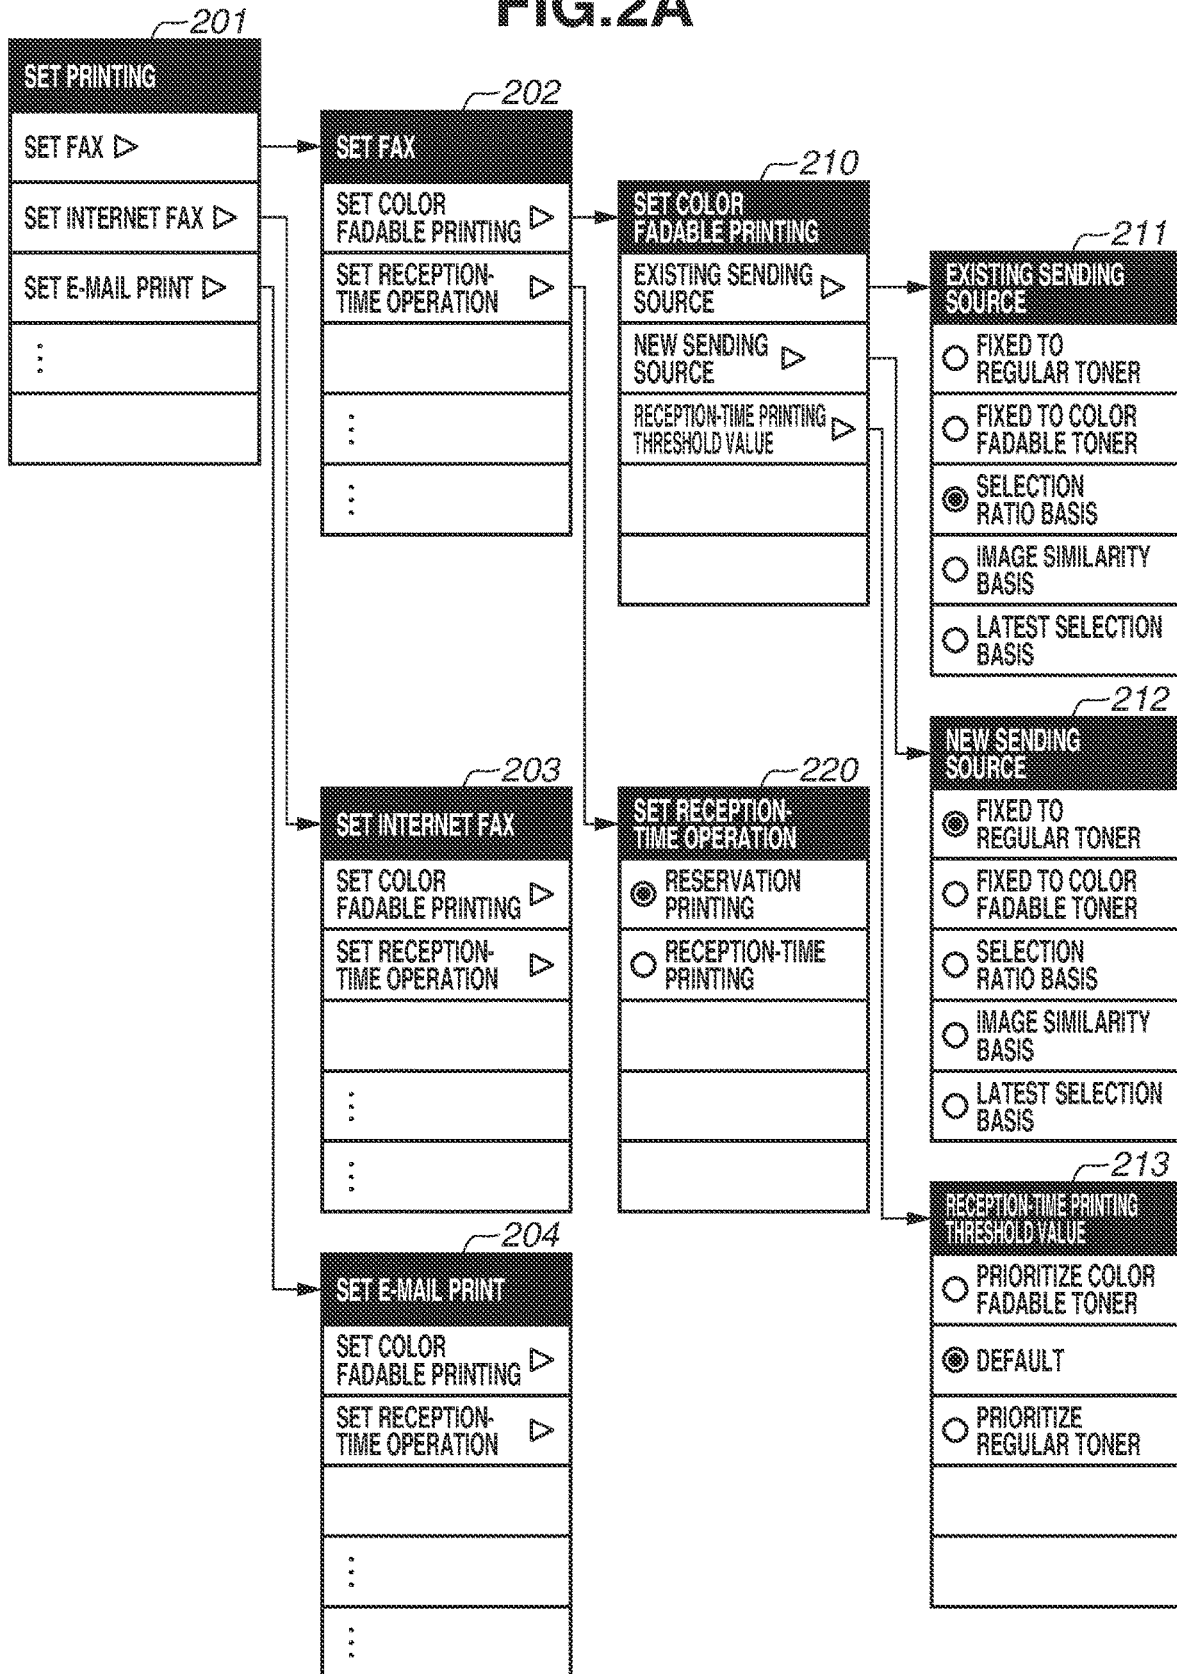 FIG.2A
201
SET PRINTING
SET FAX
SET INTERNET FAX
SET E-MAIL PRINT
202
SET FAX
SET COLOR
FADABLE PRINTING
SET RECEPTION-
TIME OPERATION
210
SET COLOR
FADABLE PRINTING
EXISTING SENDING
SOURCE
NEW SENDING
SOURCE
RECEPTION-TIME PRINTING
THRESHOLD VALUE
211
EXISTING SENDING
SOURCE
FIXED TO
REGULAR TONER
FIXED TO COLOR
FADABLE TONER
SELECTION
RATIO BASIS
IMAGE SIMILARITY
BASIS
LATEST SELECTION
BASIS
212
NEW SENDING
SOURCE
FIXED TO
REGULAR TONER
FIXED TO COLOR
FADABLE TONER
SELECTION
RATIO BASIS
IMAGE SIMILARITY
BASIS
LATEST SELECTION
BASIS
203
SET INTERNET FAX
SET COLOR
FADABLE PRINTING
SET RECEPTION-
TIME OPERATION
220
SET RECEPTION-
TIME OPERATION
RESERVATION
PRINTING
RECEPTION-TIME
PRINTING
213
RECEPTION-TIME PRINTING
THRESHOLD VALUE
PRIORITIZE COLOR
FADABLE TONER
DEFAULT
PRIORITIZE
REGULAR TONER
204
SET E-MAIL PRINT
SET COLOR
FADABLE PRINTING
SET RECEPTION-
TIME OPERATION